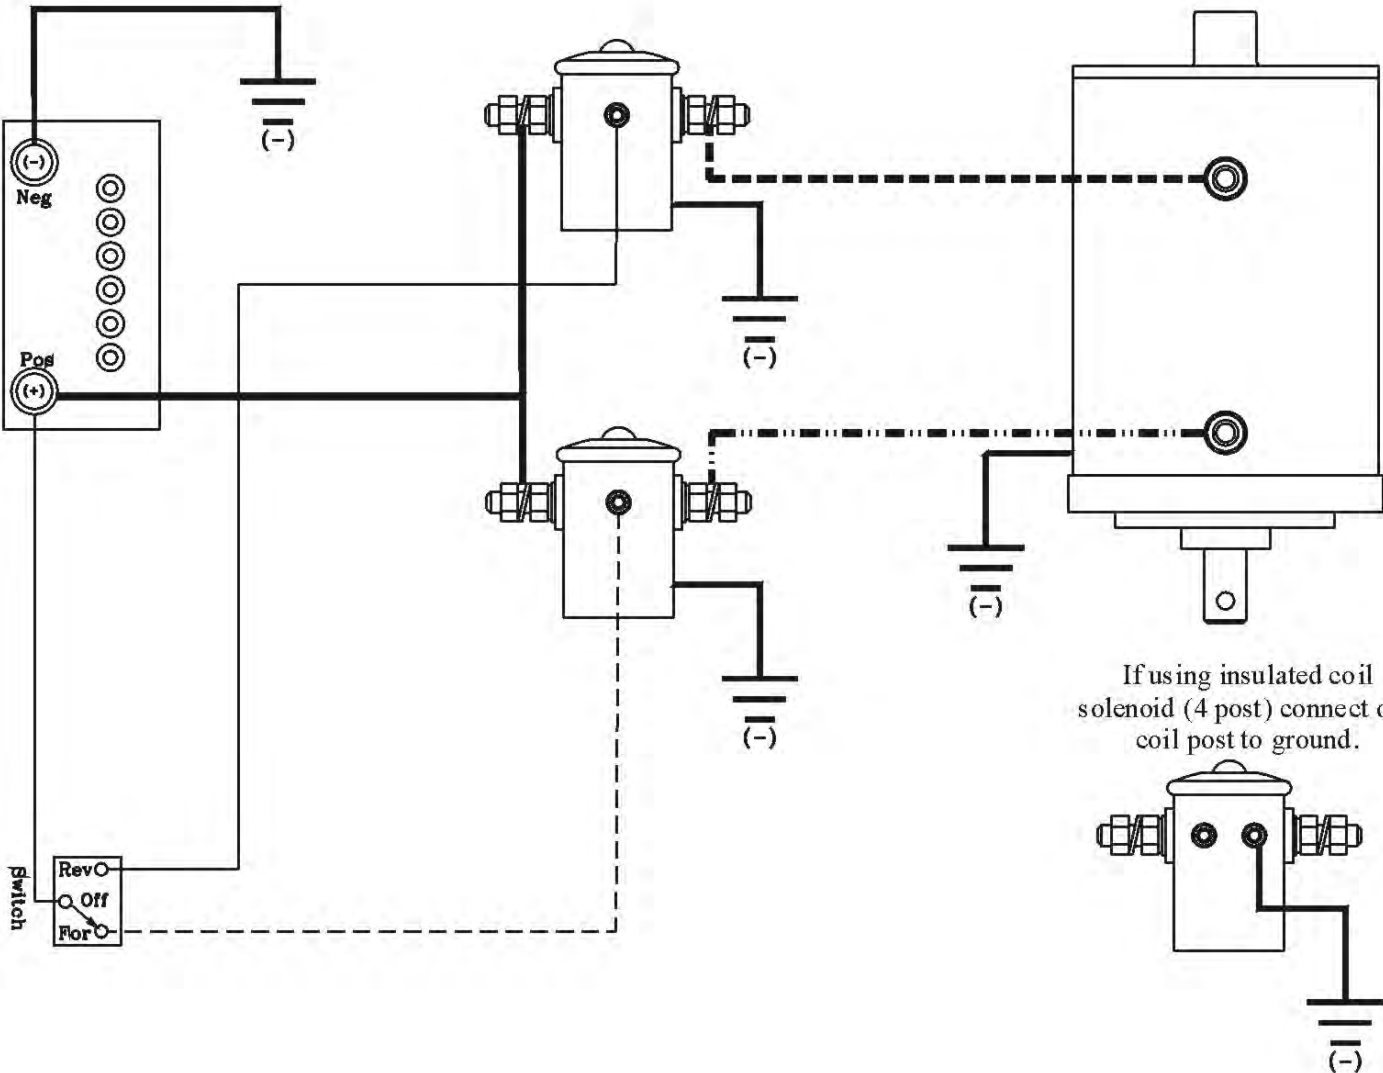 (-)
(-)
Neg
Pos
(+)
(-)
(-)
(-)
If using insulated coil
solenoid (4 post) connect
coil post to ground.
Switch
Rev
Off
For
(-)